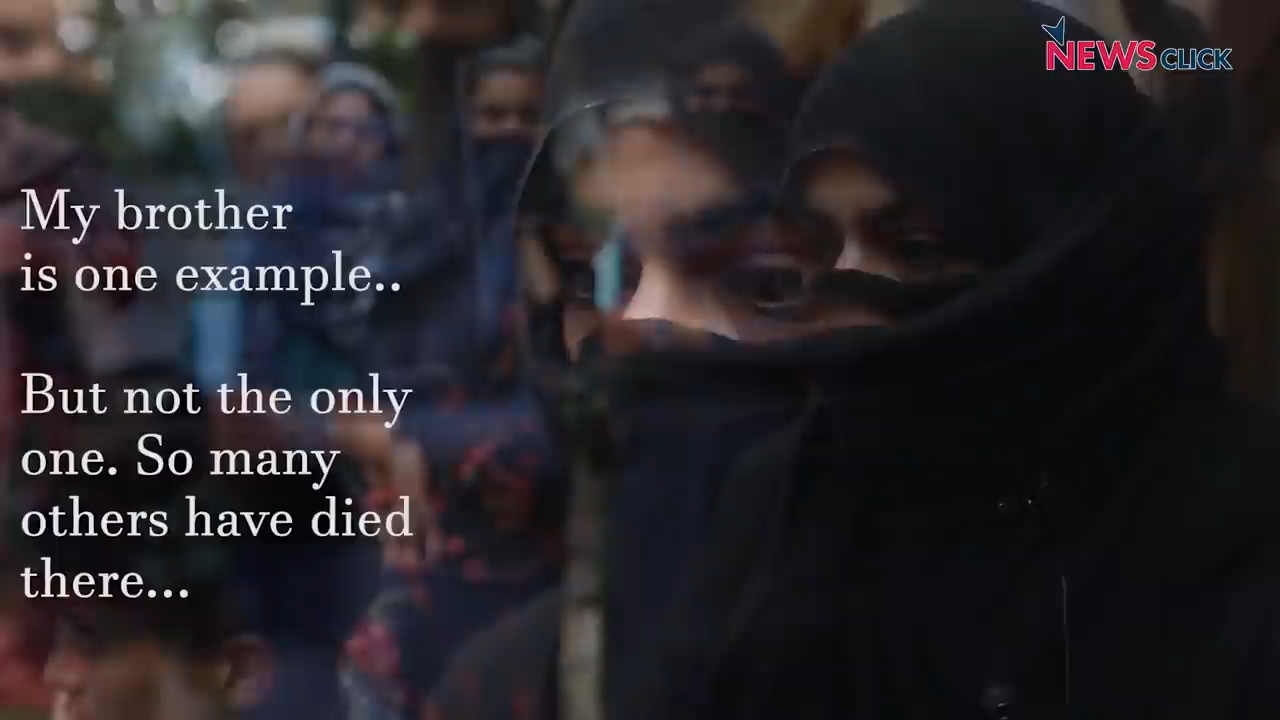 NEWSCLICK
My brother
is one example..
But not the only
one. So many
others have died
there...